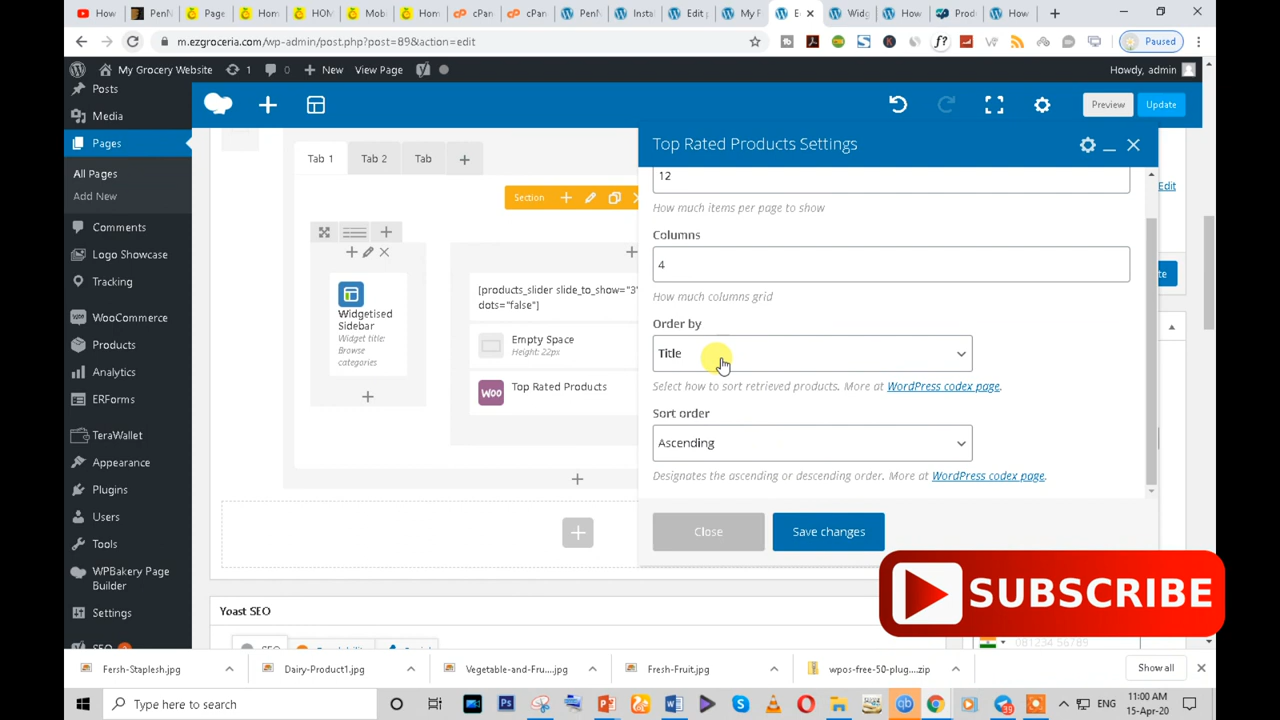 How
PenN
Page
Hom
HOM
Mob
Hom
cPan
cPan
PenN
Insta
Edit p
My P
E
Widg
How
Prod
How
m.ezgroceria.com/wp-admin/post.php?post=89&action=edit
Paused
My Grocery Website
1
0
New
View Page
Howdy, admin
Posts
Media
Pages
All Pages
Add New
Comments
Logo Showcase
Tracking
WooCommerce
Products
Analytics
ERForms
TeraWallet
Appearance
Plugins
Users
Tools
WPBakery Page
Builder
Settings
SEO
Preview
Update
Tab 1
Tab 2
Tab
Section
Widgetised
Sidebar
Widget title:
Browse
categories
[products_slider slide_to_show="3"
dots="false"]
Empty Space
Height: 22px
WOO
Top Rated Products
Top Rated Products Settings
12
How much items per page to show
Columns
4
How much columns grid
Order by
Title
Select how to sort retrieved products. More at WordPress codex page.
Sort order
Ascending
Designates the ascending or descending order. More at WordPress codex page.
Close
Save changes
Edit
te
Yoast SEO
SEO
081234 56789
SUBSCRIBE
Fersh-Staplesh.jpg
Dairy-Product1.jpg
Vegetable-and-Fru....jpg
Fresh-Fruit.jpg
wpos-free-50-plug....zip
Show all
Type here to search
ENG
11:00 AM
15-Apr-20